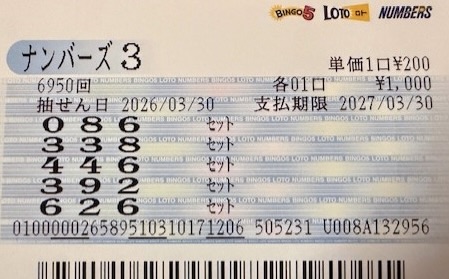 BINGO5 LOTO ロト NUMBERS
ナンバーズ3 単価1口¥200
6950回 各01口 ¥1,000
抽せん日 2026/03/30 支払期限 2027/03/30
086 セット
338 セット
446 セット
392 セット
626 セット
010000026589510310171206 505231 U008A132956